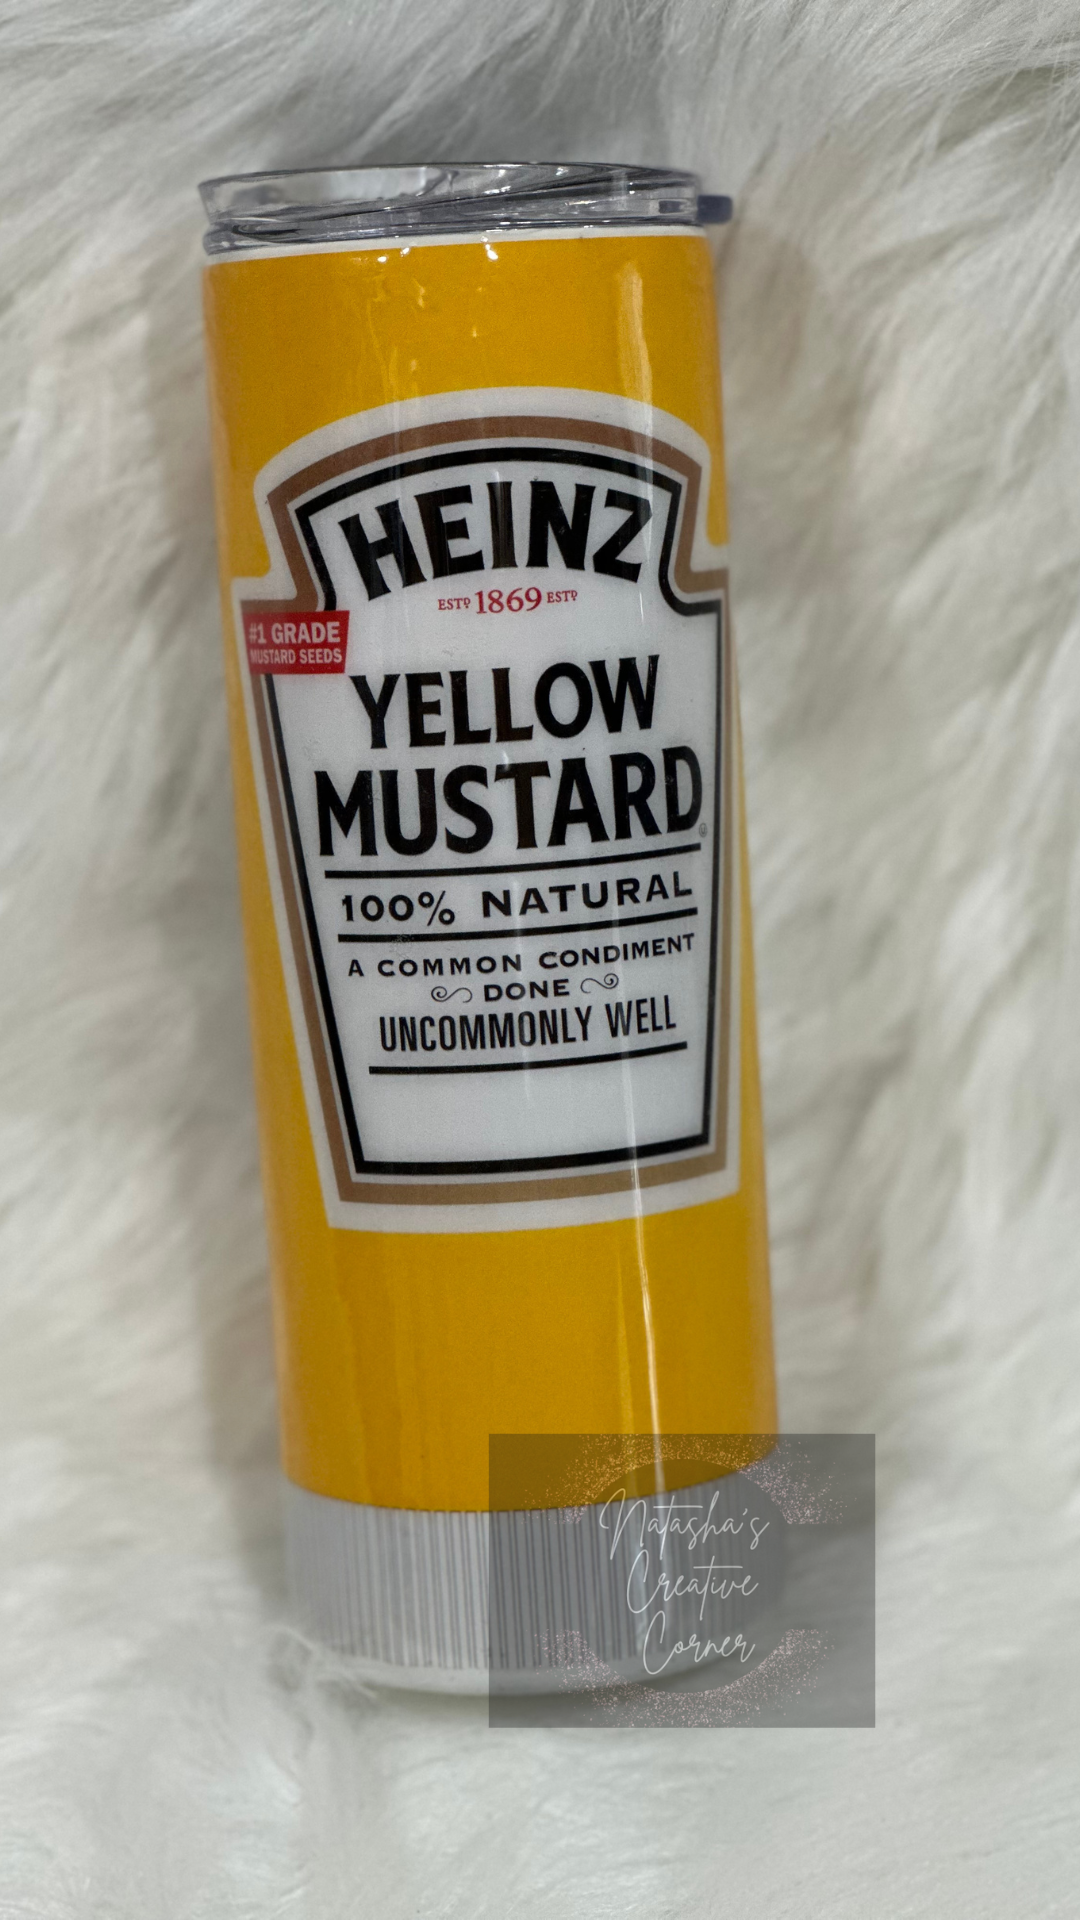 HEINZ
ESTD 1869 ESTD
#1 GRADE
MUSTARD SEEDS
YELLOW
MUSTARD
100% NATURAL
A COMMON CONDIMENT
DONE
UNCOMMONLY WELL
Natasha's
Creative
Corner